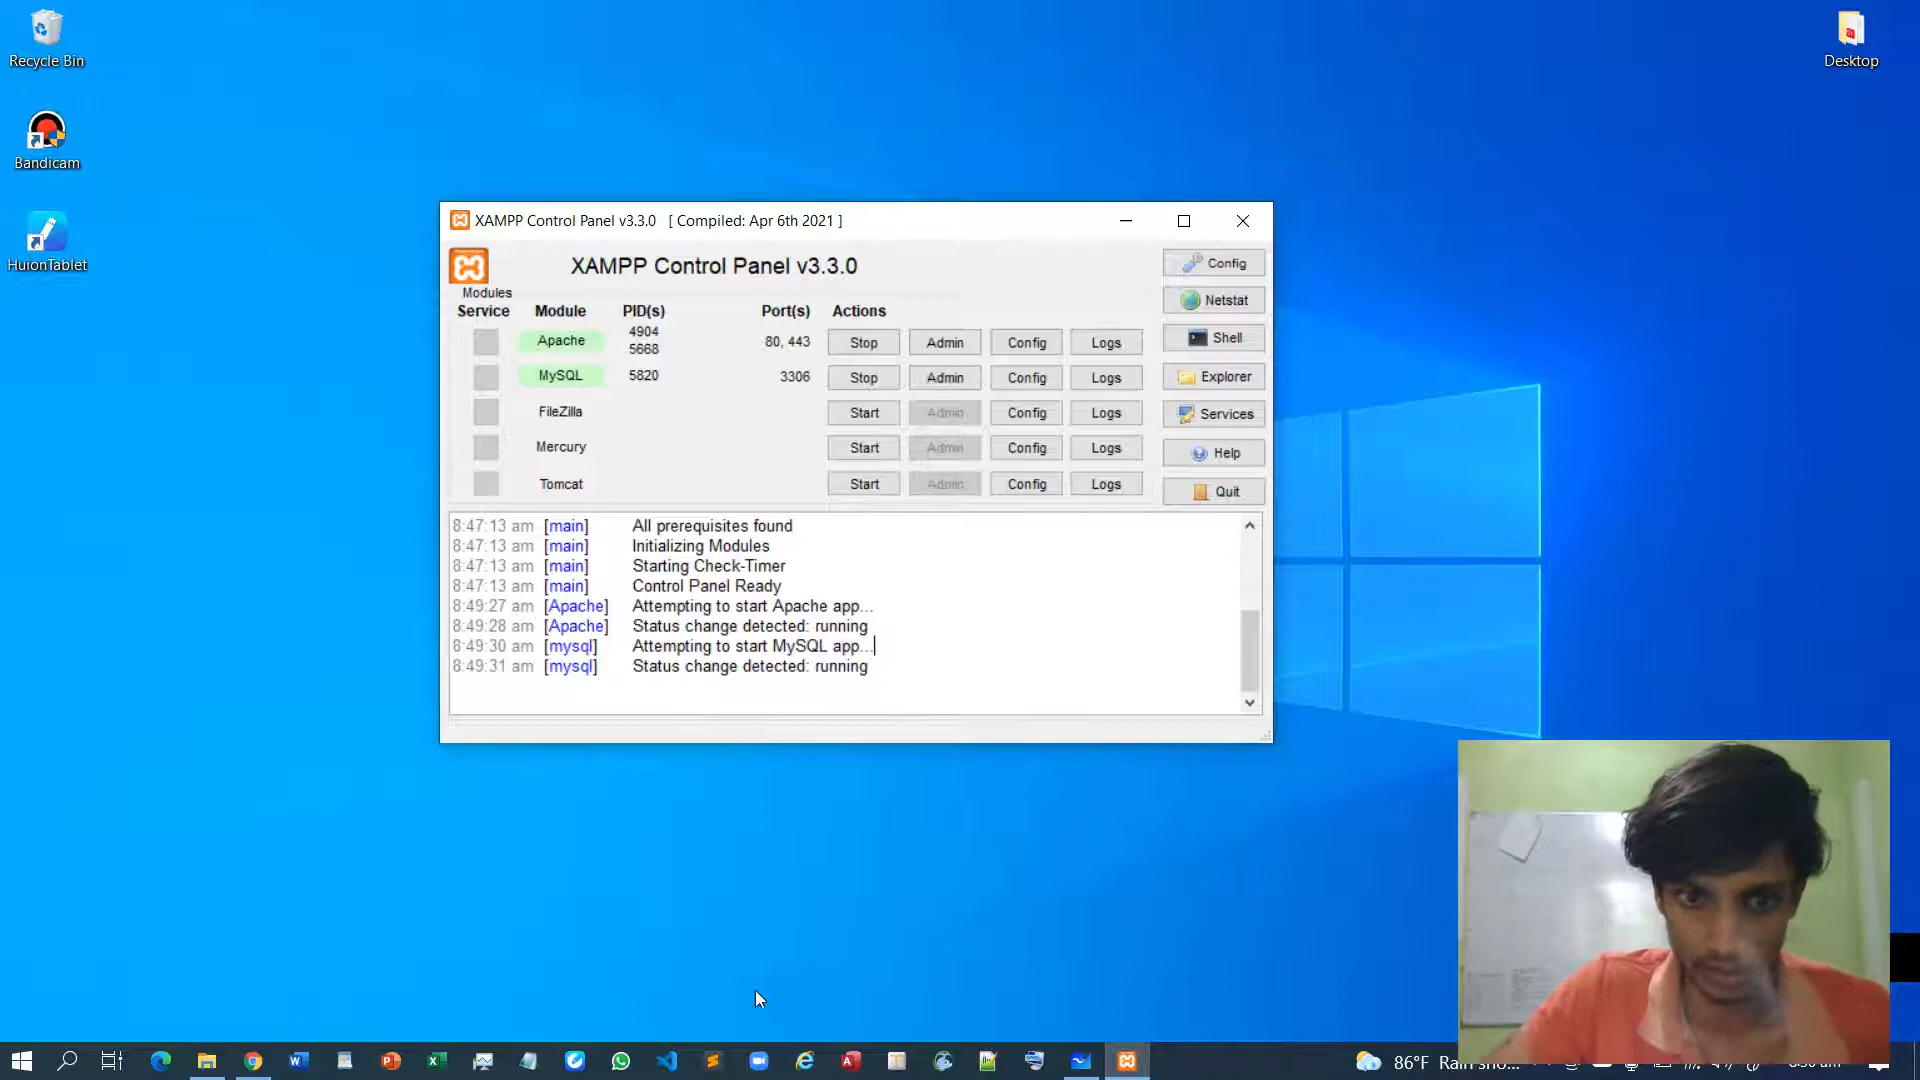 Recycle Bin
Desktop
Bandicam
HuionTablet
XAMPP Control Panel v3.3.0 [ Compiled: Apr 6th 2021 ]
XAMPP Control Panel v3.3.0
Config
Modules
Service Module PID(s) Port(s) Actions
Netstat
Apache 4904 5668 80, 443 Stop Admin Config Logs
Shell
MySQL 5820 3306 Stop Admin Config Logs
Explorer
FileZilla Start Admin Config Logs
Services
Mercury Start Admin Config Logs
Help
Tomcat Start Admin Config Logs
Quit
8:47:13 am [main] All prerequisites found
8:47:13 am [main] Initializing Modules
8:47:13 am [main] Starting Check-Timer
8:47:13 am [main] Control Panel Ready
8:49:27 am [Apache] Attempting to start Apache app...
8:49:28 am [Apache] Status change detected: running
8:49:30 am [mysql] Attempting to start MySQL app...
8:49:31 am [mysql] Status change detected: running
86°F